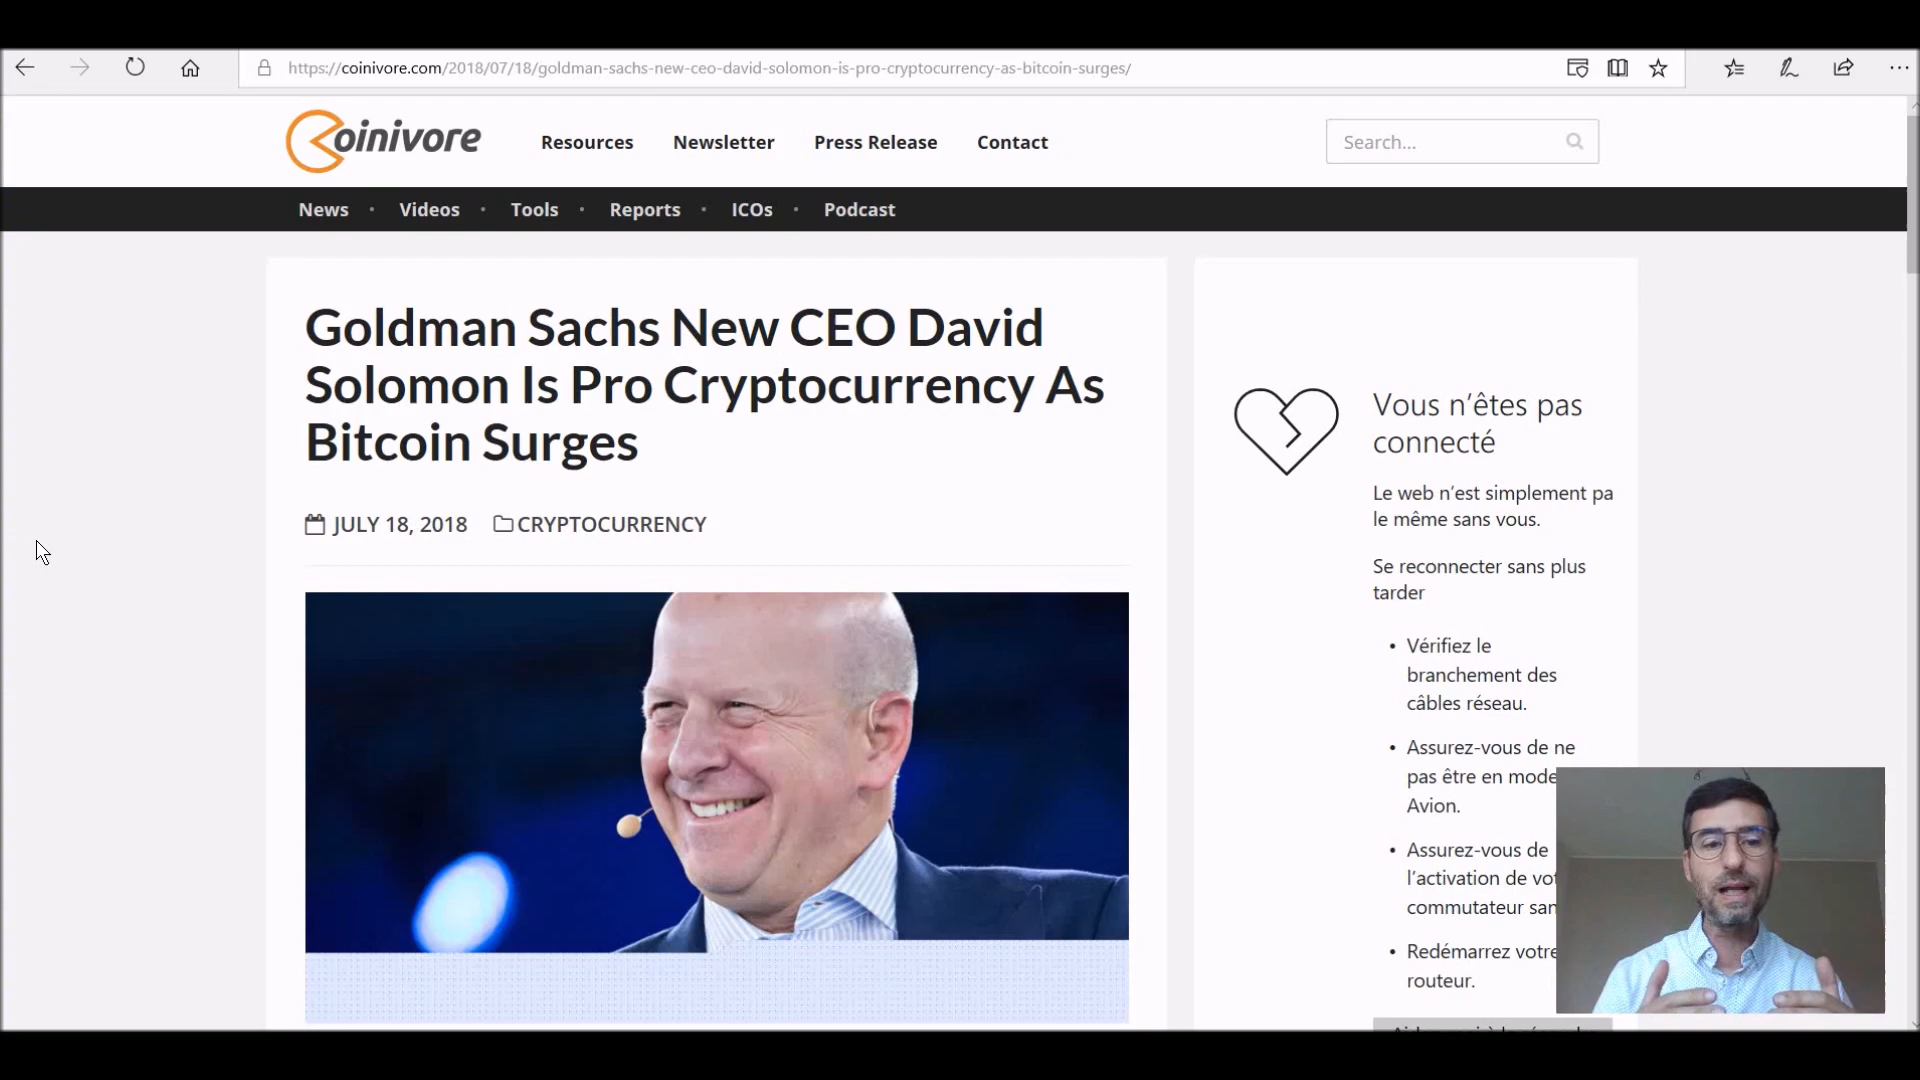 https://coinivore.com/2018/07/18/goldman-sachs-new-ceo-david-solomon-is-pro-cryptocurrency-as-bitcoin-surges/
oinivore
Resources Newsletter Press Release Contact
Search...
News • Videos • Tools • Reports • ICOs • Podcast
Goldman Sachs New CEO David
Solomon Is Pro Cryptocurrency As
Bitcoin Surges
JULY 18, 2018 CRYPTOCURRENCY
Vous n'êtes pas
connecté
Le web n'est simplement pa
le même sans vous.
Se reconnecter sans plus
tarder
• Vérifiez le
branchement des
câbles réseau.
• Assurez-vous de ne
pas être en mode
Avion.
• Assurez-vous de
l'activation de vot
commutateur san
• Redémarrez votre
routeur.